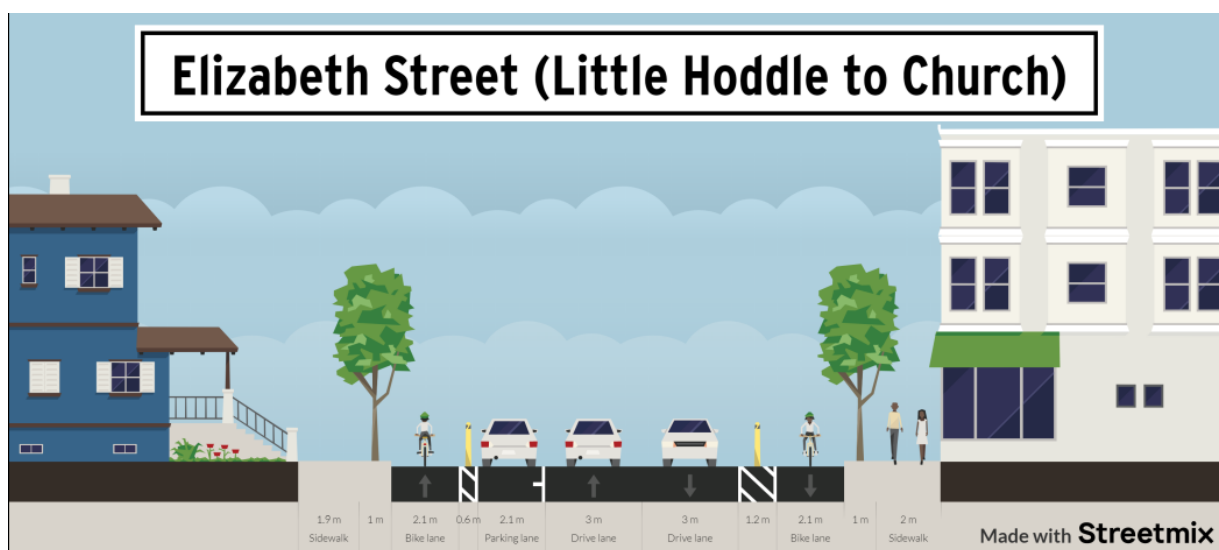 Elizabeth Street (Little Hoddle to Church)
1.9 m 1 m 2.1 m 0.6 m 2.1 m 3 m 3 m 1.2 m 2.1 m 1 m 2 m
Sidewalk Bike lane Parking lane Drive lane Drive lane Bike lane Sidewalk
Made with Streetmix